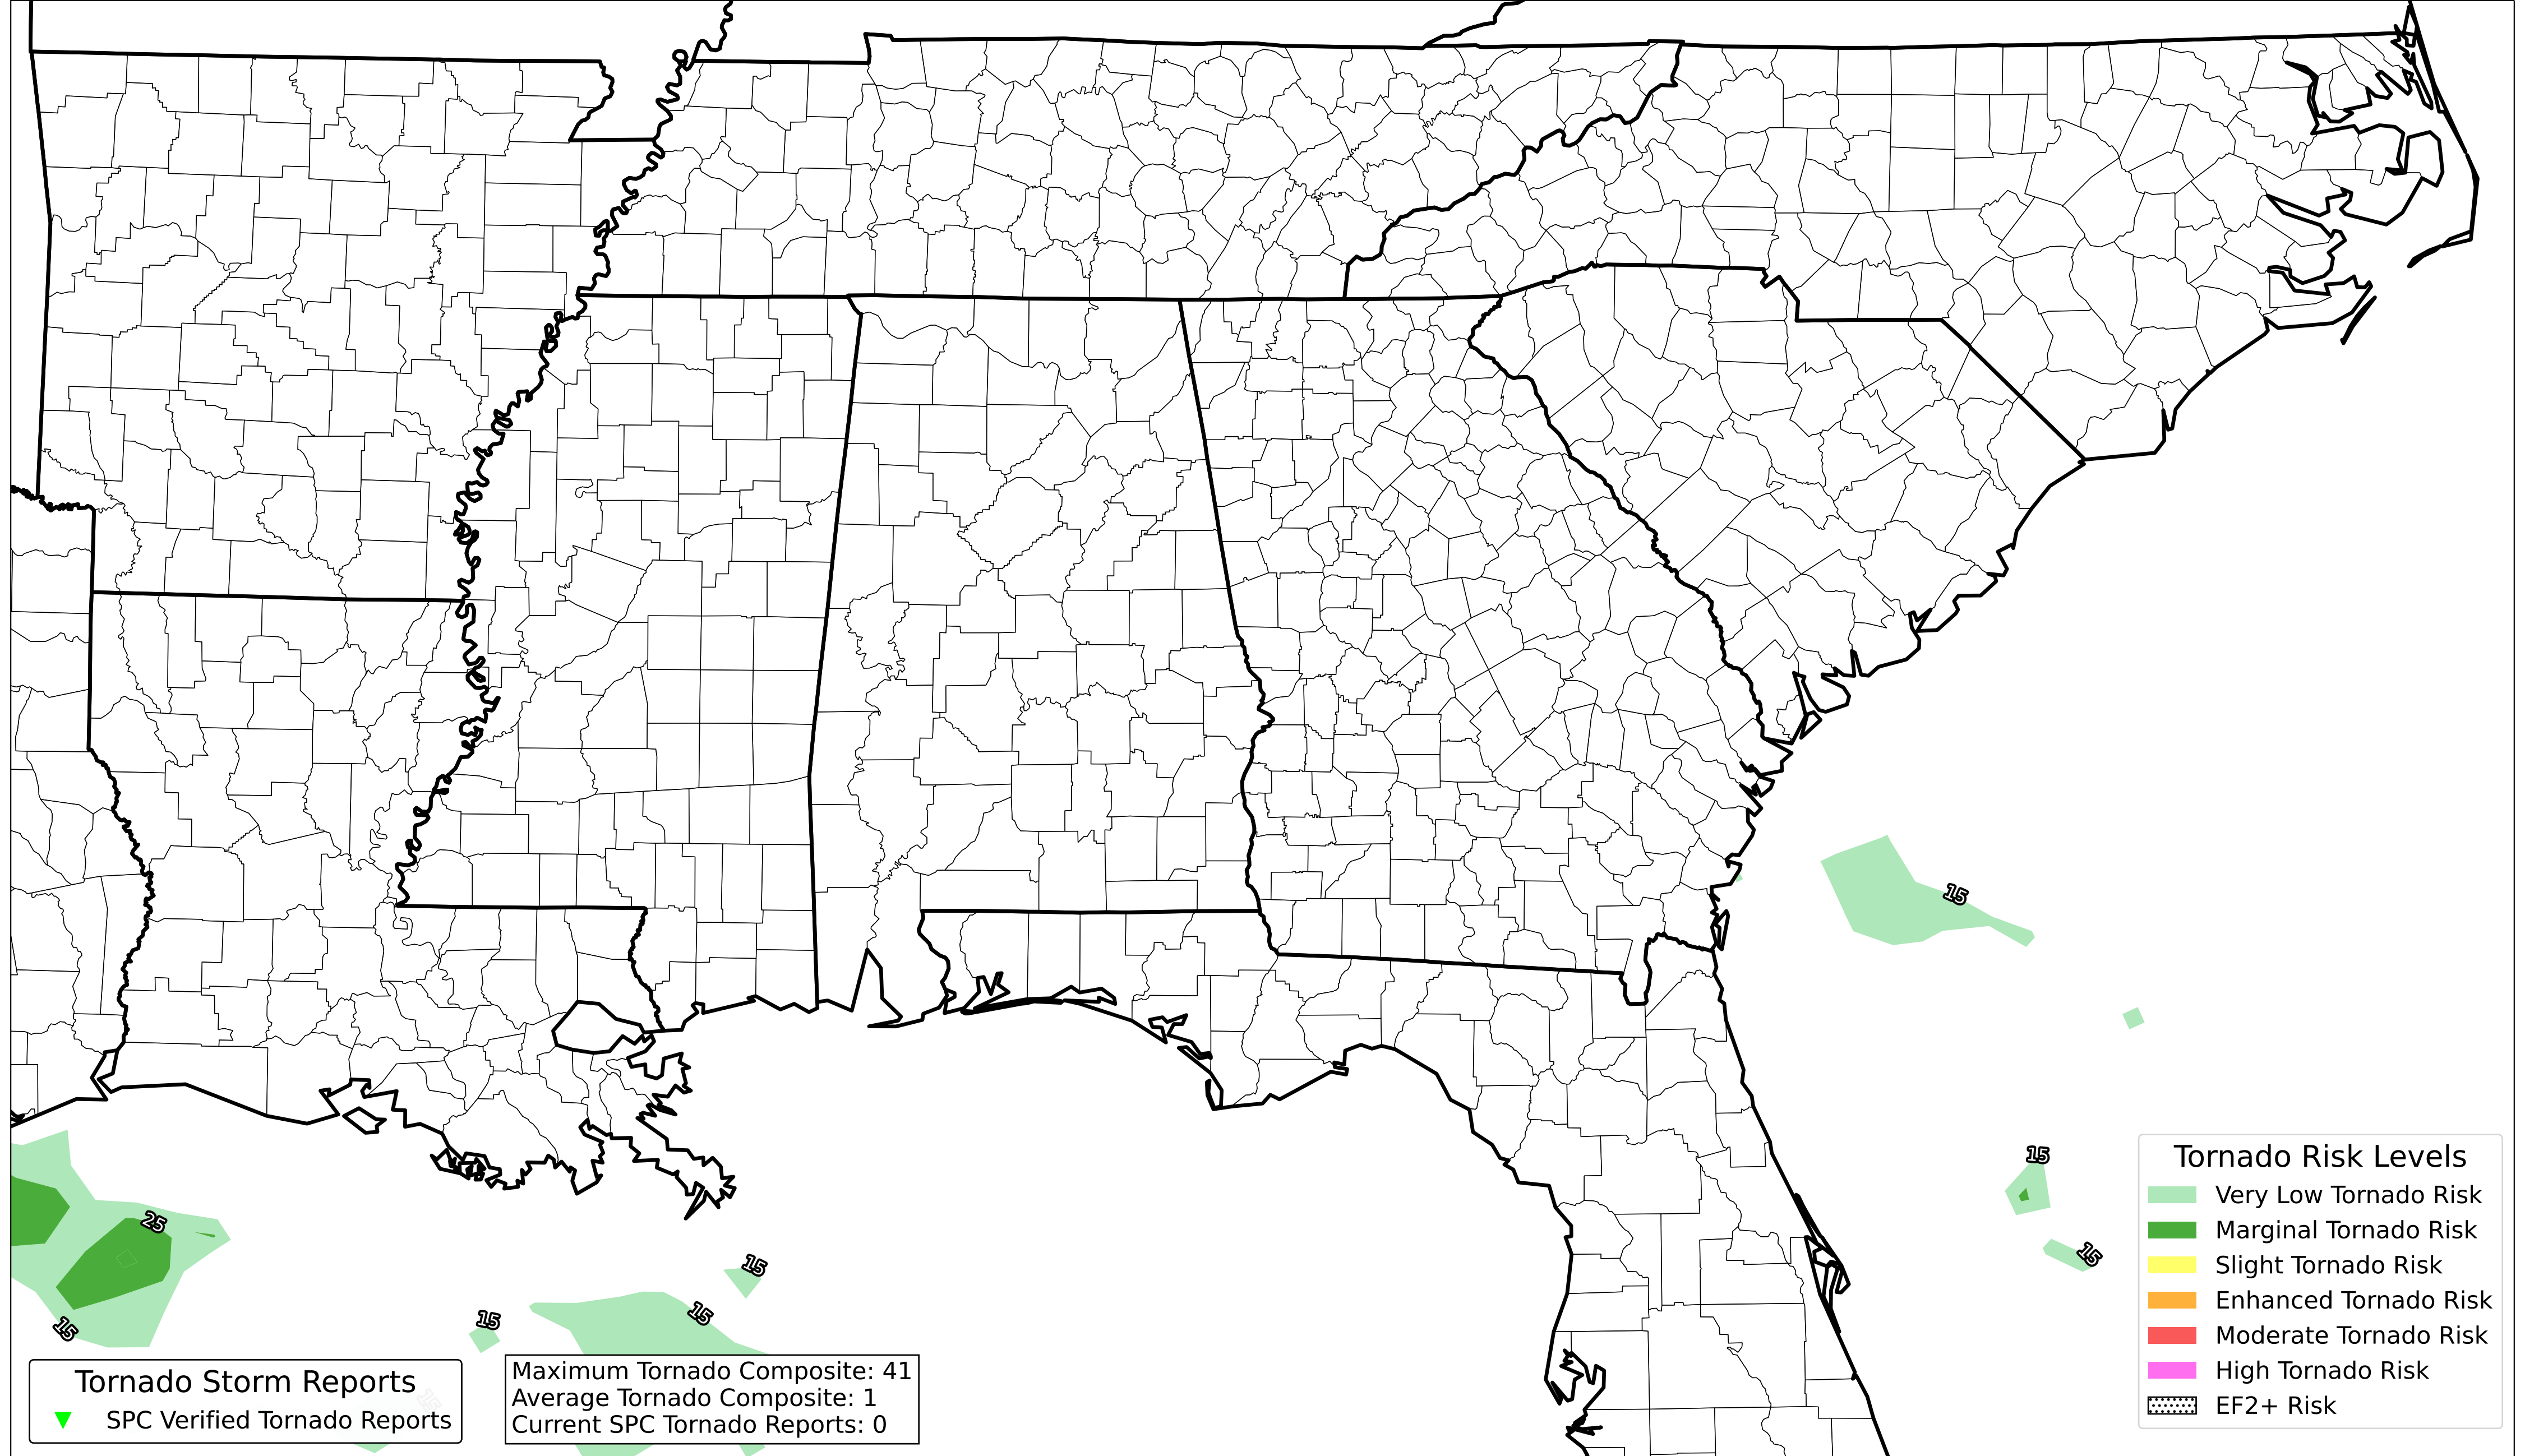 15
15
15
25
15
15
15
15
Tornado Risk Levels
Very Low Tornado Risk
Marginal Tornado Risk
Slight Tornado Risk
Enhanced Tornado Risk
Moderate Tornado Risk
High Tornado Risk
EF2+ Risk
Tornado Storm Reports
SPC Verified Tornado Reports
Maximum Tornado Composite: 41
Average Tornado Composite: 1
Current SPC Tornado Reports: 0